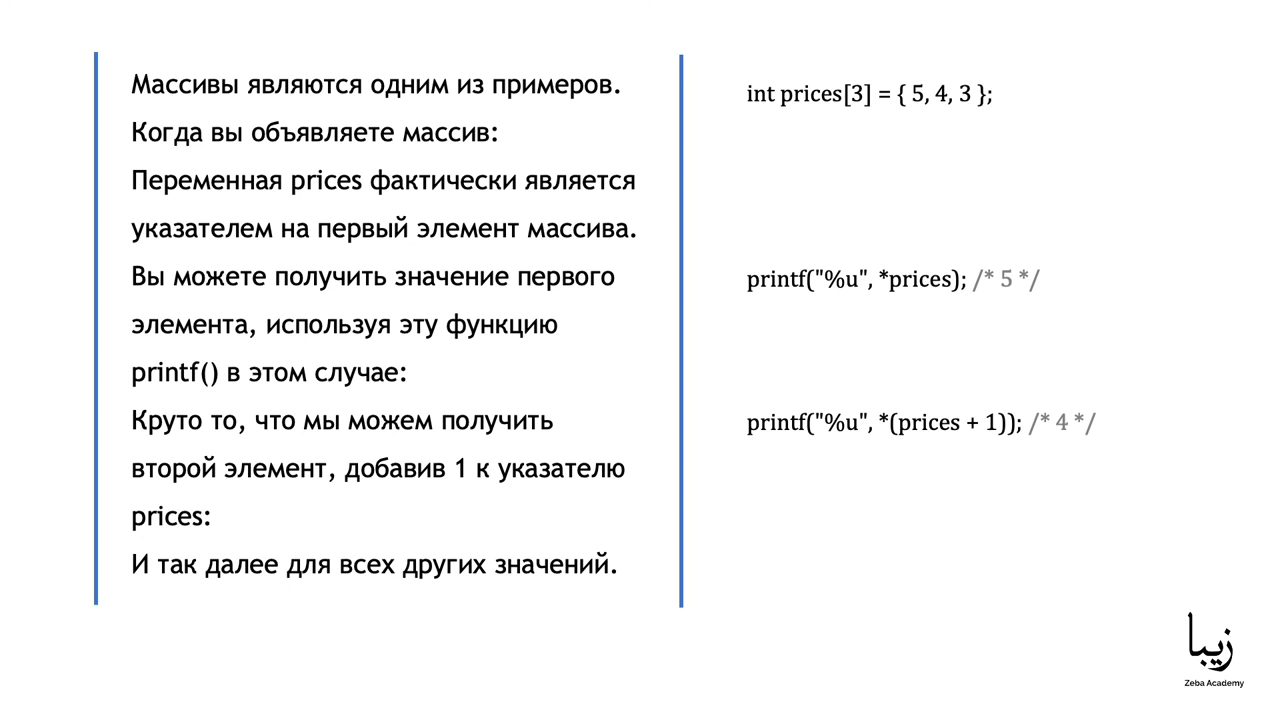 Массивы являются одним из примеров.
Когда вы объявляете массив:
Переменная prices фактически является
указателем на первый элемент массива.
Вы можете получить значение первого
элемента, используя эту функцию
printf() в этом случае:
Круто то, что мы можем получить
второй элемент, добавив 1 к указателю
prices:
И так далее для всех других значений.
int prices[3] = { 5, 4, 3 };
printf("%u", *prices); /* 5 */
printf("%u", *(prices + 1)); /* 4 */
زیبا
Zeba Academy